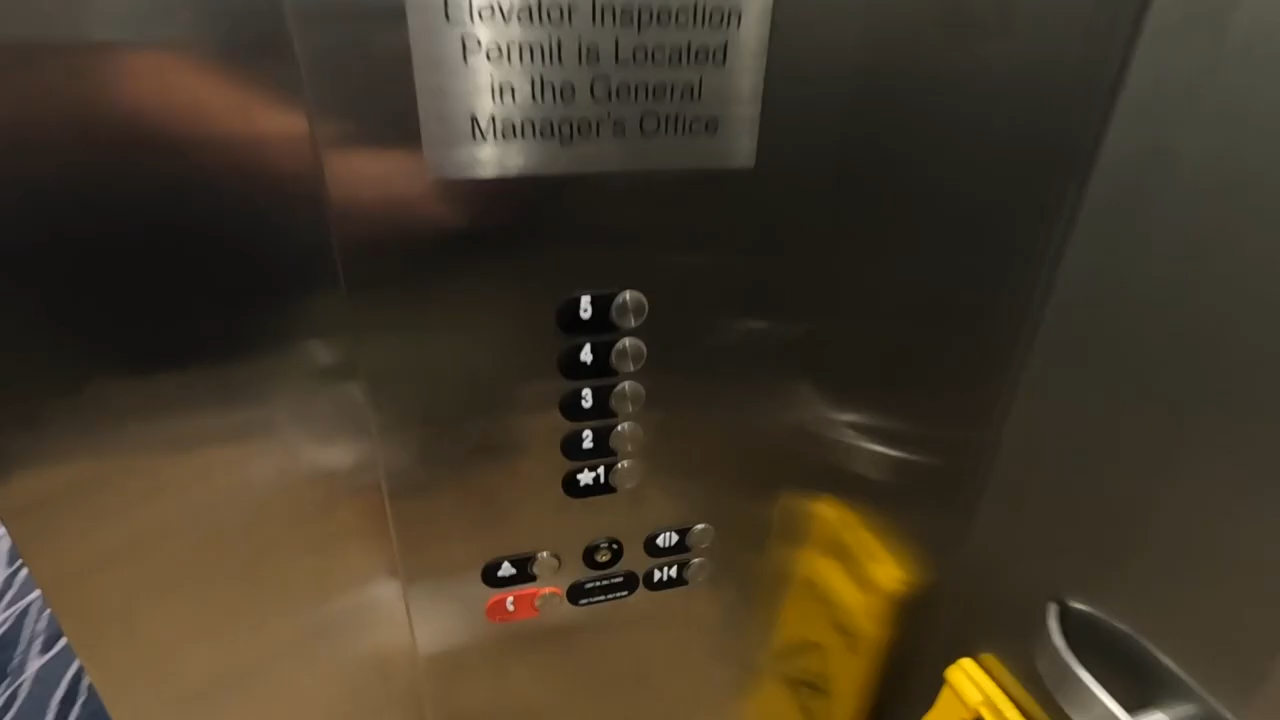 Elevator Inspection
Permit is Located
in the General
Manager's Office
5
4
3
2
★1